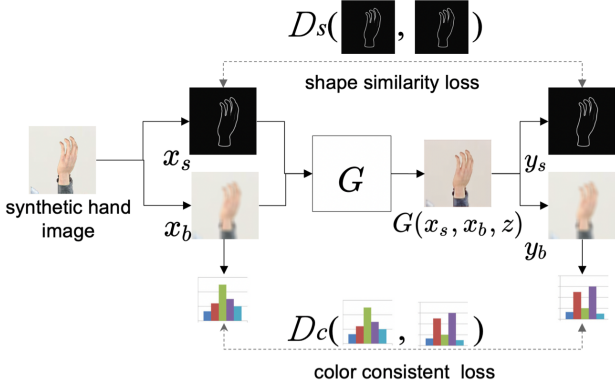 Ds( , )
shape similarity loss
xs
G
ys
synthetic hand
image
xb
G(xs, xb, z)
yb
Dc( , )
color consistent loss